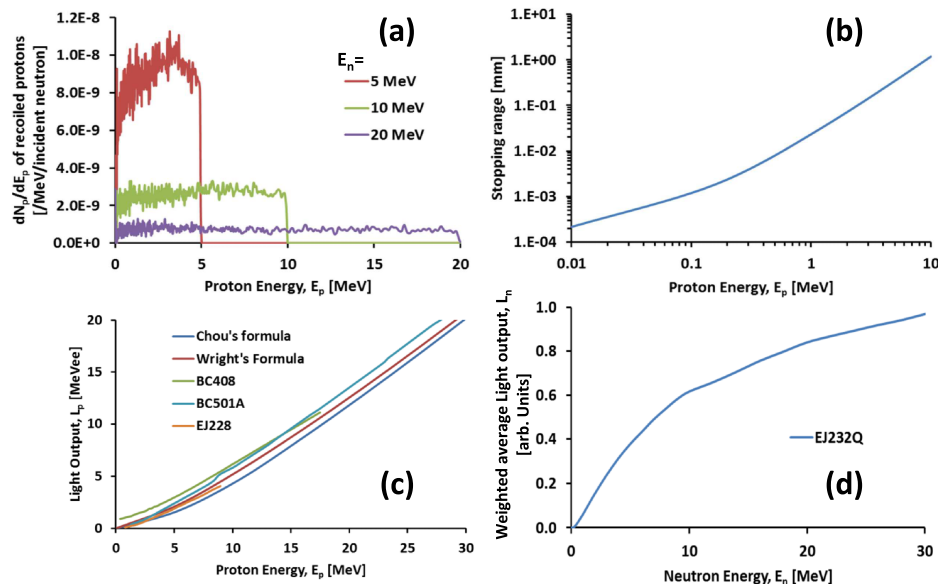 (a)
dN_p/dE_p of recoiled protons
[/MeV/incident neutron]
1.2E-8
1.0E-8
8.0E-9
6.0E-9
4.0E-9
2.0E-9
0.0E+0
E_n=
5 MeV
10 MeV
20 MeV
0 5 10 15 20
Proton Energy, E_p [MeV]
(b)
Stopping range [mm]
1.E+01
1.E+00
1.E-01
1.E-02
1.E-03
1.E-04
0.01 0.1 1 10
Proton Energy, E_p [MeV]
Light Output, L_p [MeVee]
20
15
10
5
0
Chou's formula
Wright's Formula
BC408
BC501A
EJ228
(c)
0 5 10 15 20 25 30
Proton Energy, E_p [MeV]
Weighted average Light output, L_n
[arb. Units]
1.0
0.8
0.6
0.4
0.2
0.0
EJ232Q
(d)
0 10 20 30
Neutron Energy, E_p [MeV]